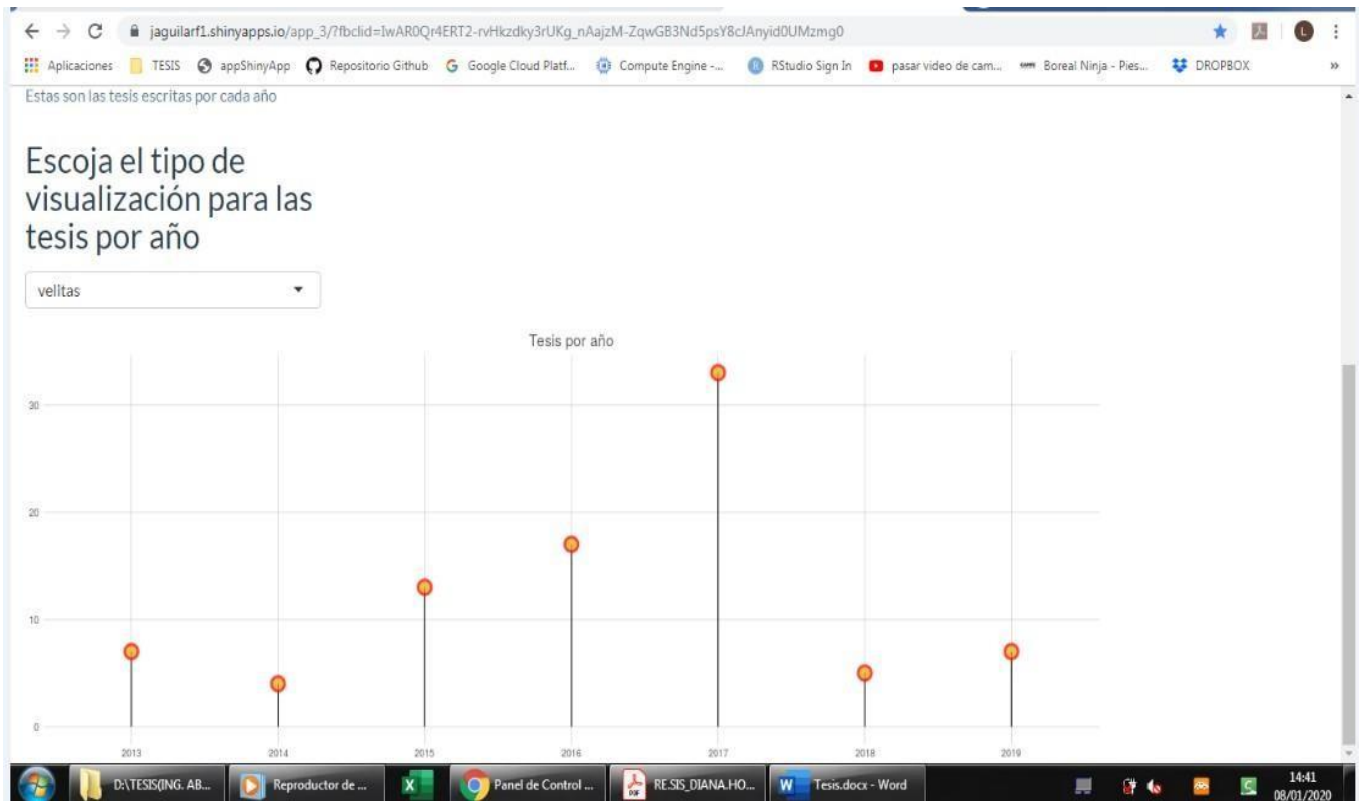 jaguilarf1.shinyapps.io/app_3/?fbclid=IwAR0Qr4ERT2-rvHkzdky3rUKg_nAajzM-ZqwGB3Nd5psY8cJAnyid0UMzmg0
L
Aplicaciones TESIS appShinyApp Repositorio Github Google Cloud Platf... Compute Engine -... RStudio Sign In pasar video de cam... Boreal Ninja - Pies... DROPBOX »
Estas son las tesis escritas por cada año
Escoja el tipo de
visualización para las
tesis por año
velitas
Tesis por año
30
20
10
0
2013 2014 2015 2016 2017 2018 2019
D:\TESIS(ING. AB... Reproductor de ... Panel de Control ... RE.SIS_DIANA.HO... Tesis.docx - Word 14:41
08/01/2020